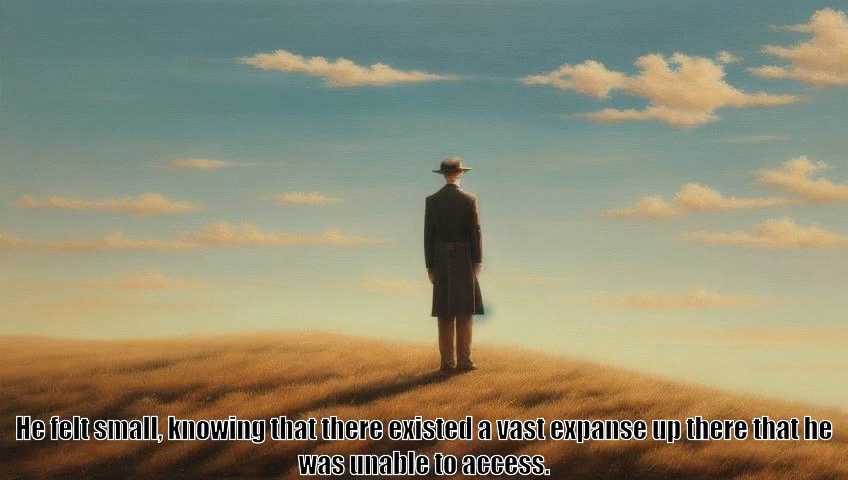 He felt small, knowing that there existed a vast expanse up there that he
was unable to access.